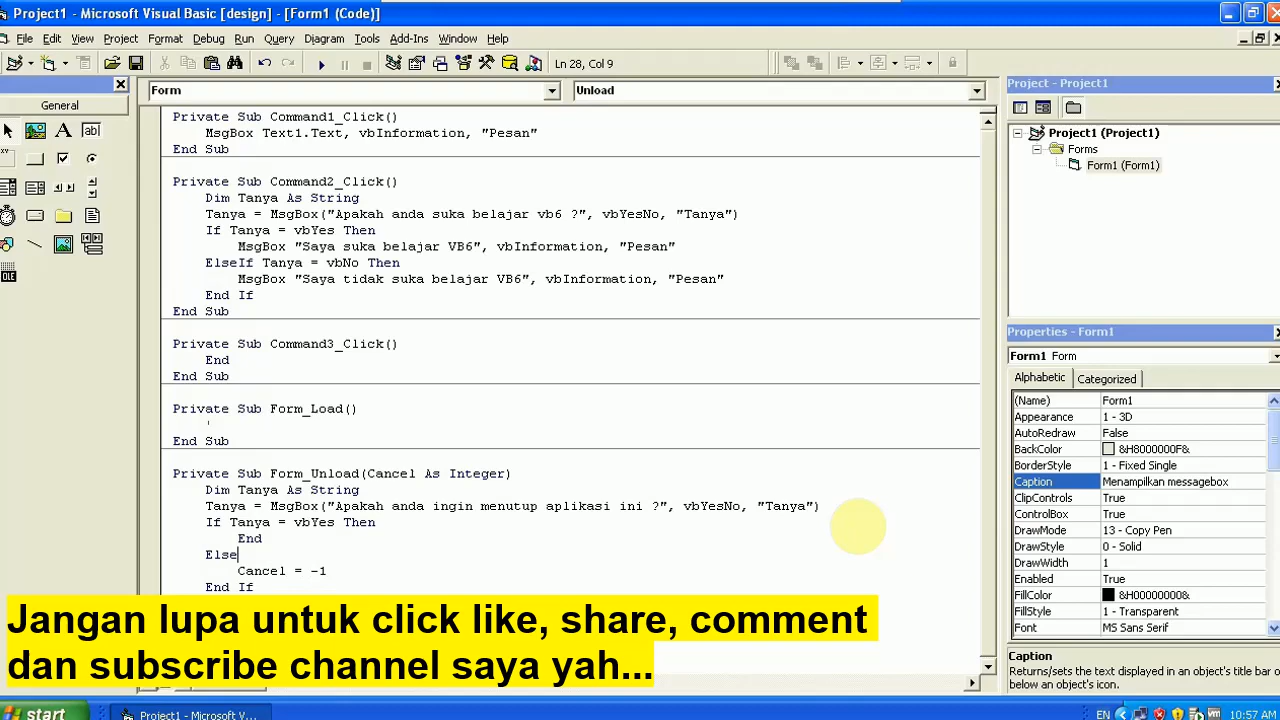 Project1 - Microsoft Visual Basic [design] - [Form1 (Code)]
File Edit View Project Format Debug Run Query Diagram Tools Add-Ins Window Help
Ln 28, Col 9
General
Form
Unload
Private Sub Command1_Click()
MsgBox Text1.Text, vbInformation, "Pesan"
End Sub
Private Sub Command2_Click()
Dim Tanya As String
Tanya = MsgBox("Apakah anda suka belajar vb6 ?", vbYesNo, "Tanya")
If Tanya = vbYes Then
MsgBox "Saya suka belajar VB6", vbInformation, "Pesan"
ElseIf Tanya = vbNo Then
MsgBox "Saya tidak suka belajar VB6", vbInformation, "Pesan"
End If
End Sub
Private Sub Command3_Click()
End
End Sub
Private Sub Form_Load()
'
End Sub
Private Sub Form_Unload(Cancel As Integer)
Dim Tanya As String
Tanya = MsgBox("Apakah anda ingin menutup aplikasi ini ?", vbYesNo, "Tanya")
If Tanya = vbYes Then
End
Else
Cancel = -1
End If
Project - Project1
Project1 (Project1)
Forms
Form1 (Form1)
Properties - Form1
Form1 Form
Alphabetic Categorized
(Name) Form1
Appearance 1 - 3D
AutoRedraw False
BackColor &H8000000F&
BorderStyle 1 - Fixed Single
Caption Menampilkan messagebox
ClipControls True
ControlBox True
DrawMode 13 - Copy Pen
DrawStyle 0 - Solid
DrawWidth 1
Enabled True
FillColor &H00000000&
FillStyle 1 - Transparent
Font MS Sans Serif
Caption
Returns/sets the text displayed in an object's title bar or
below an object's icon.
Jangan lupa untuk click like, share, comment
dan subscribe channel saya yah...
start
Project1 - Microsoft V...
EN
10:57 AM